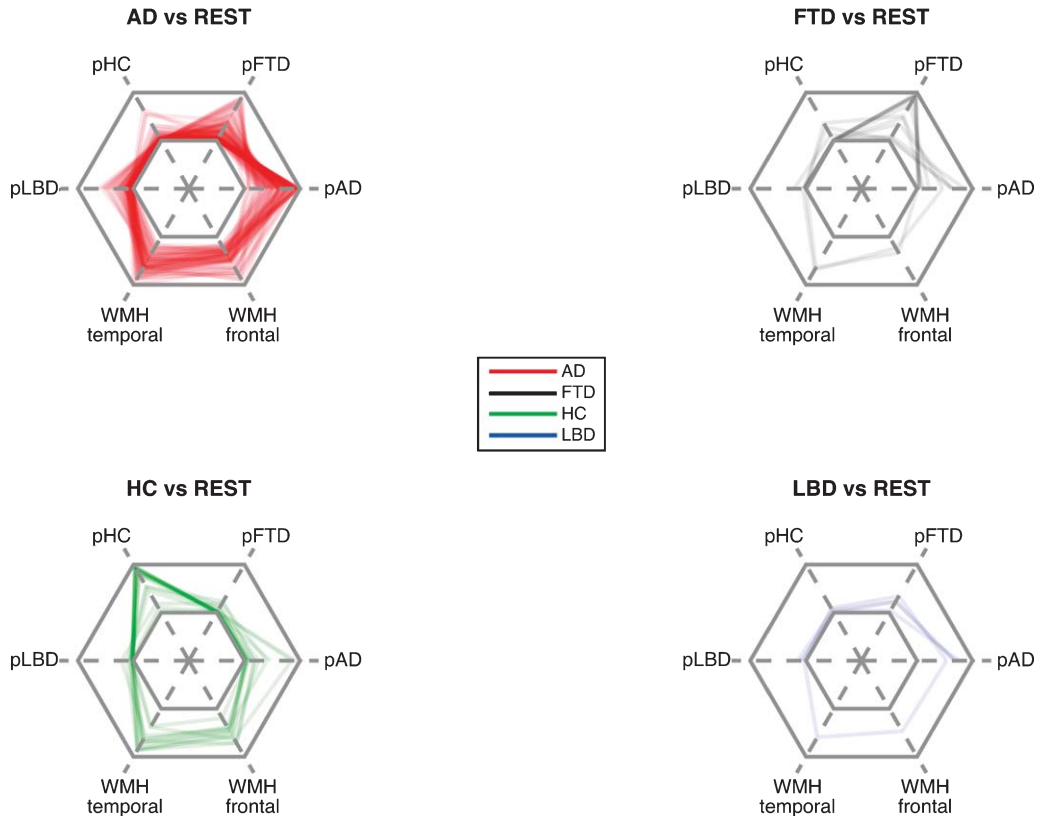 AD vs REST
FTD vs REST
pHC
pFTD
pLBD
pAD
WMH
temporal
WMH
frontal
pHC
pFTD
pLBD
pAD
WMH
temporal
WMH
frontal
AD
FTD
HC
LBD
HC vs REST
LBD vs REST
pHC
pFTD
pLBD
pAD
WMH
temporal
WMH
frontal
pHC
pFTD
pLBD
pAD
WMH
temporal
WMH
frontal